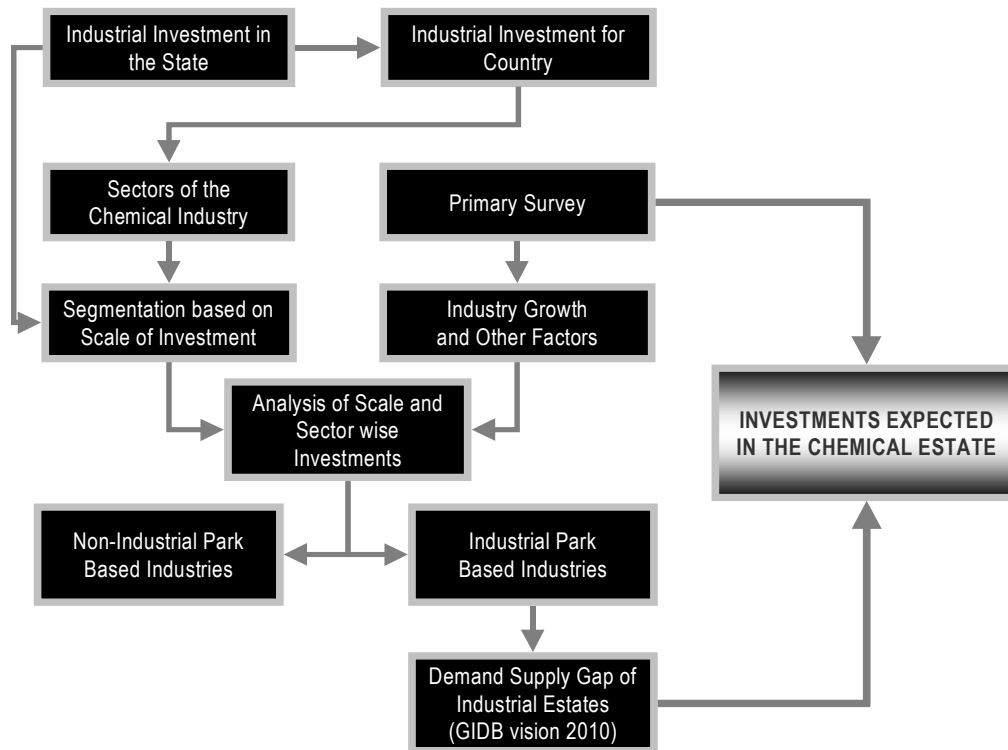 Industrial Investment in
the State
Industrial Investment for
Country
Sectors of the
Chemical Industry
Primary Survey
Segmentation based on
Scale of Investment
Industry Growth
and Other Factors
Analysis of Scale and
Sector wise
Investments
INVESTMENTS EXPECTED
IN THE CHEMICAL ESTATE
Non-Industrial Park
Based Industries
Industrial Park
Based Industries
Demand Supply Gap of
Industrial Estates
(GIDB vision 2010)